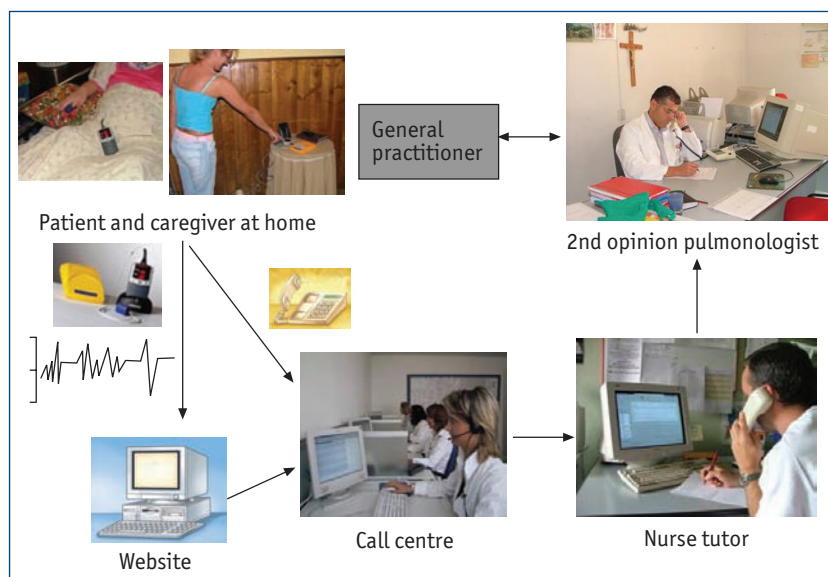 General
practitioner
Patient and caregiver at home
2nd opinion pulmonologist
Website
Call centre
Nurse tutor